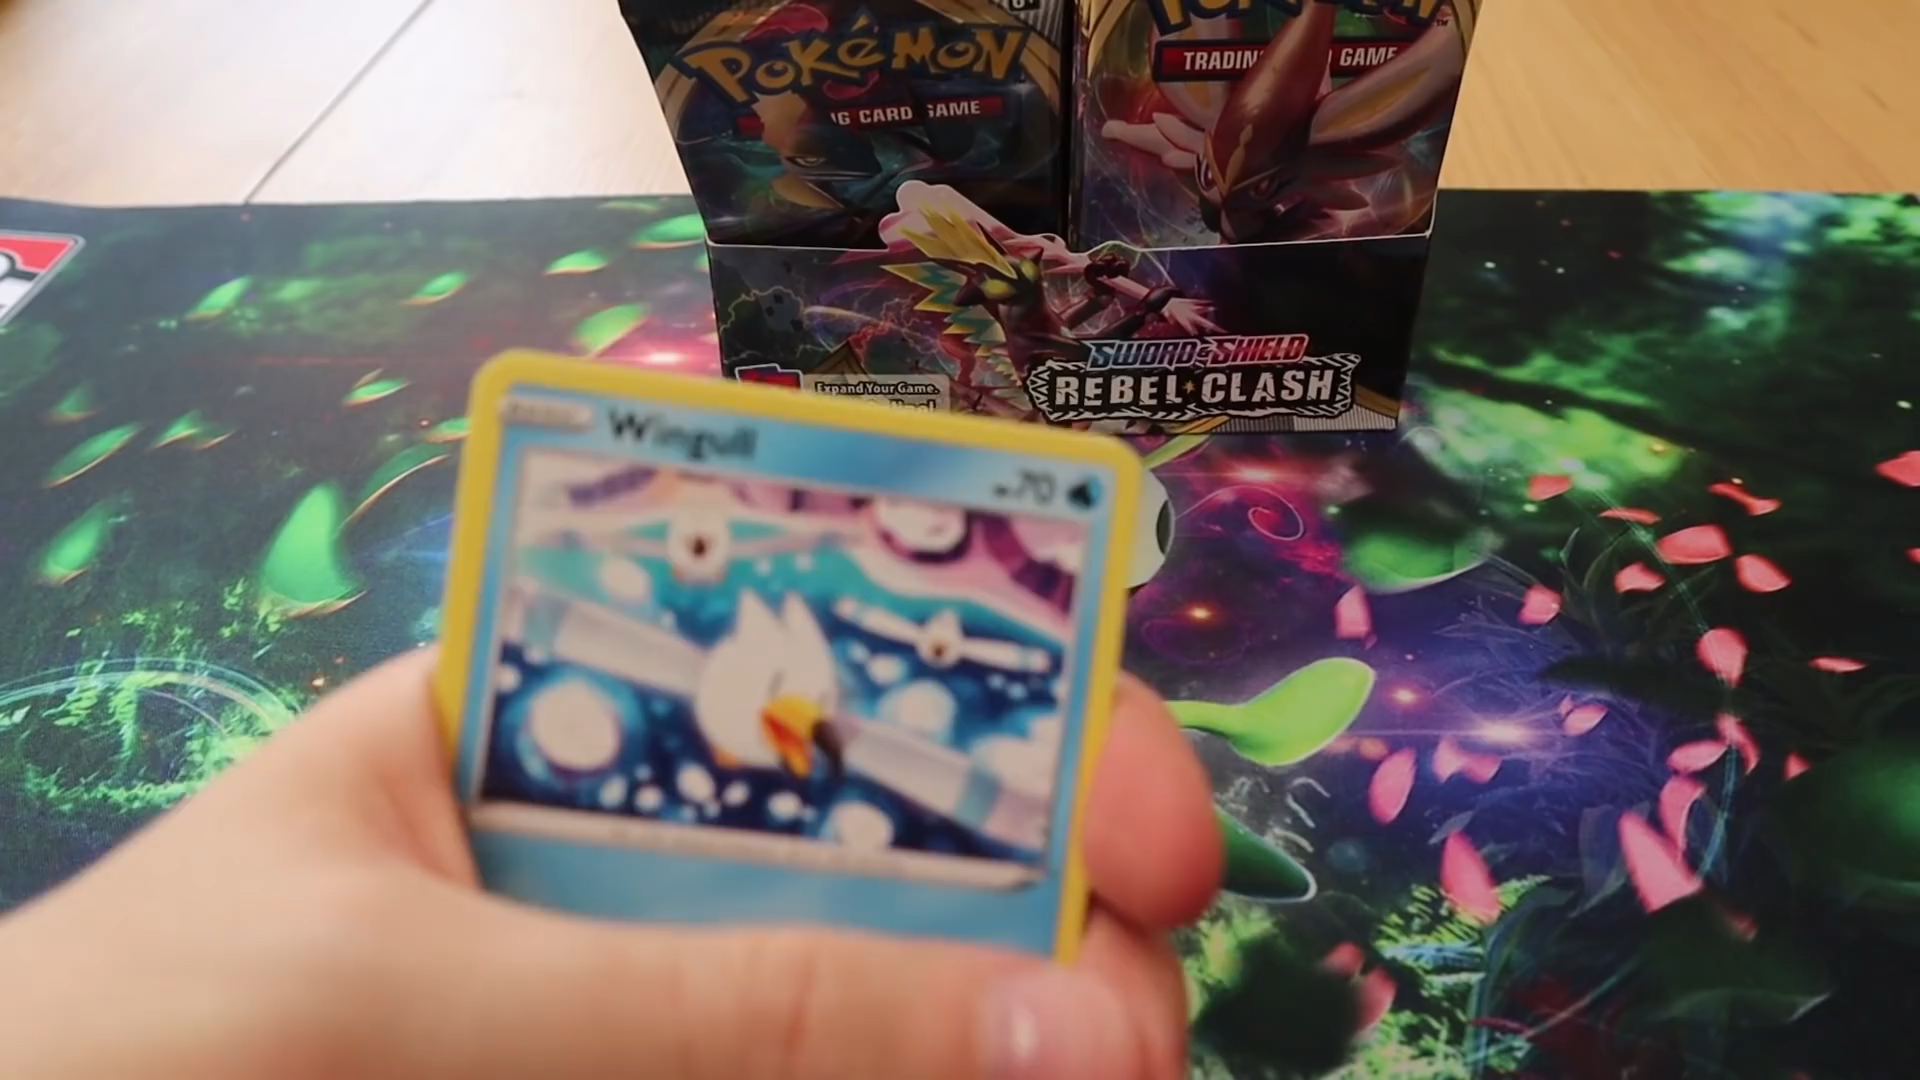 POKéMON
G CARD GAME
TRADIN GAME
SWORD & SHIELD
REBEL CLASH
Expand Your Game.
Wingull
70